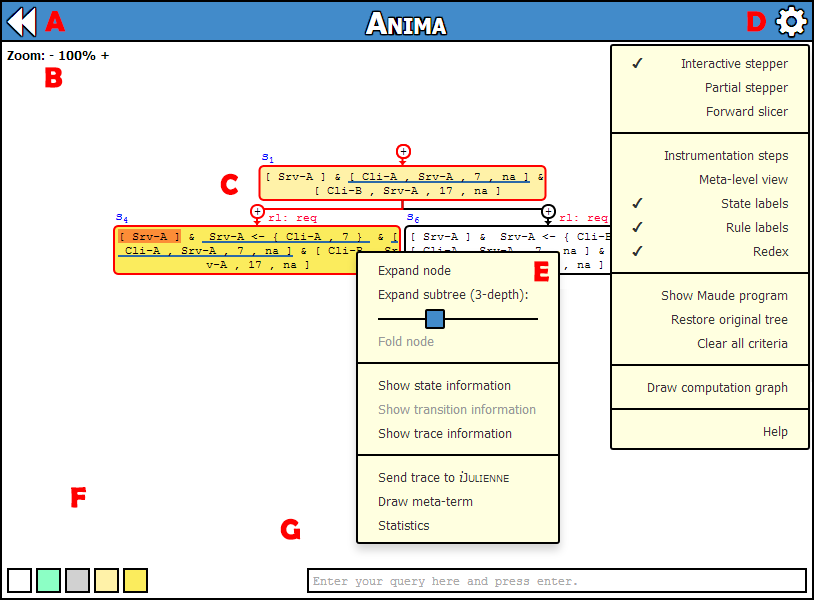 A
ANIMA
D
Zoom: - 100% +
B
✓ Interactive stepper
Partial stepper
Forward slicer
Instrumentation steps
Meta-level view
✓ State labels
✓ Rule labels
✓ Redex
Show Maude program
Restore original tree
Clear all criteria
Draw computation graph
Help
C
s1
+
[ Srv-A ] & [ Cli-A , Srv-A , 7 , na ] &
[ Cli-B , Srv-A , 17 , na ]
s4
+ rl: req
[ Srv-A ] & Srv-A <- { Cli-A , 7 } & [
Cli-A , Srv-A , 7 , na ] & [ Cli-B , Sr
v-A , 17 , na ]
s6
+ rl: req
[ Srv-A ] & Srv-A <- { Cli-B
, Srv-A , 7 , na ]
, na ]
E
Expand node
Expand subtree (3-depth):
Fold node
Show state information
Show transition information
Show trace information
Send trace to iJULIENNE
Draw meta-term
Statistics
F
G
Enter your query here and press enter.